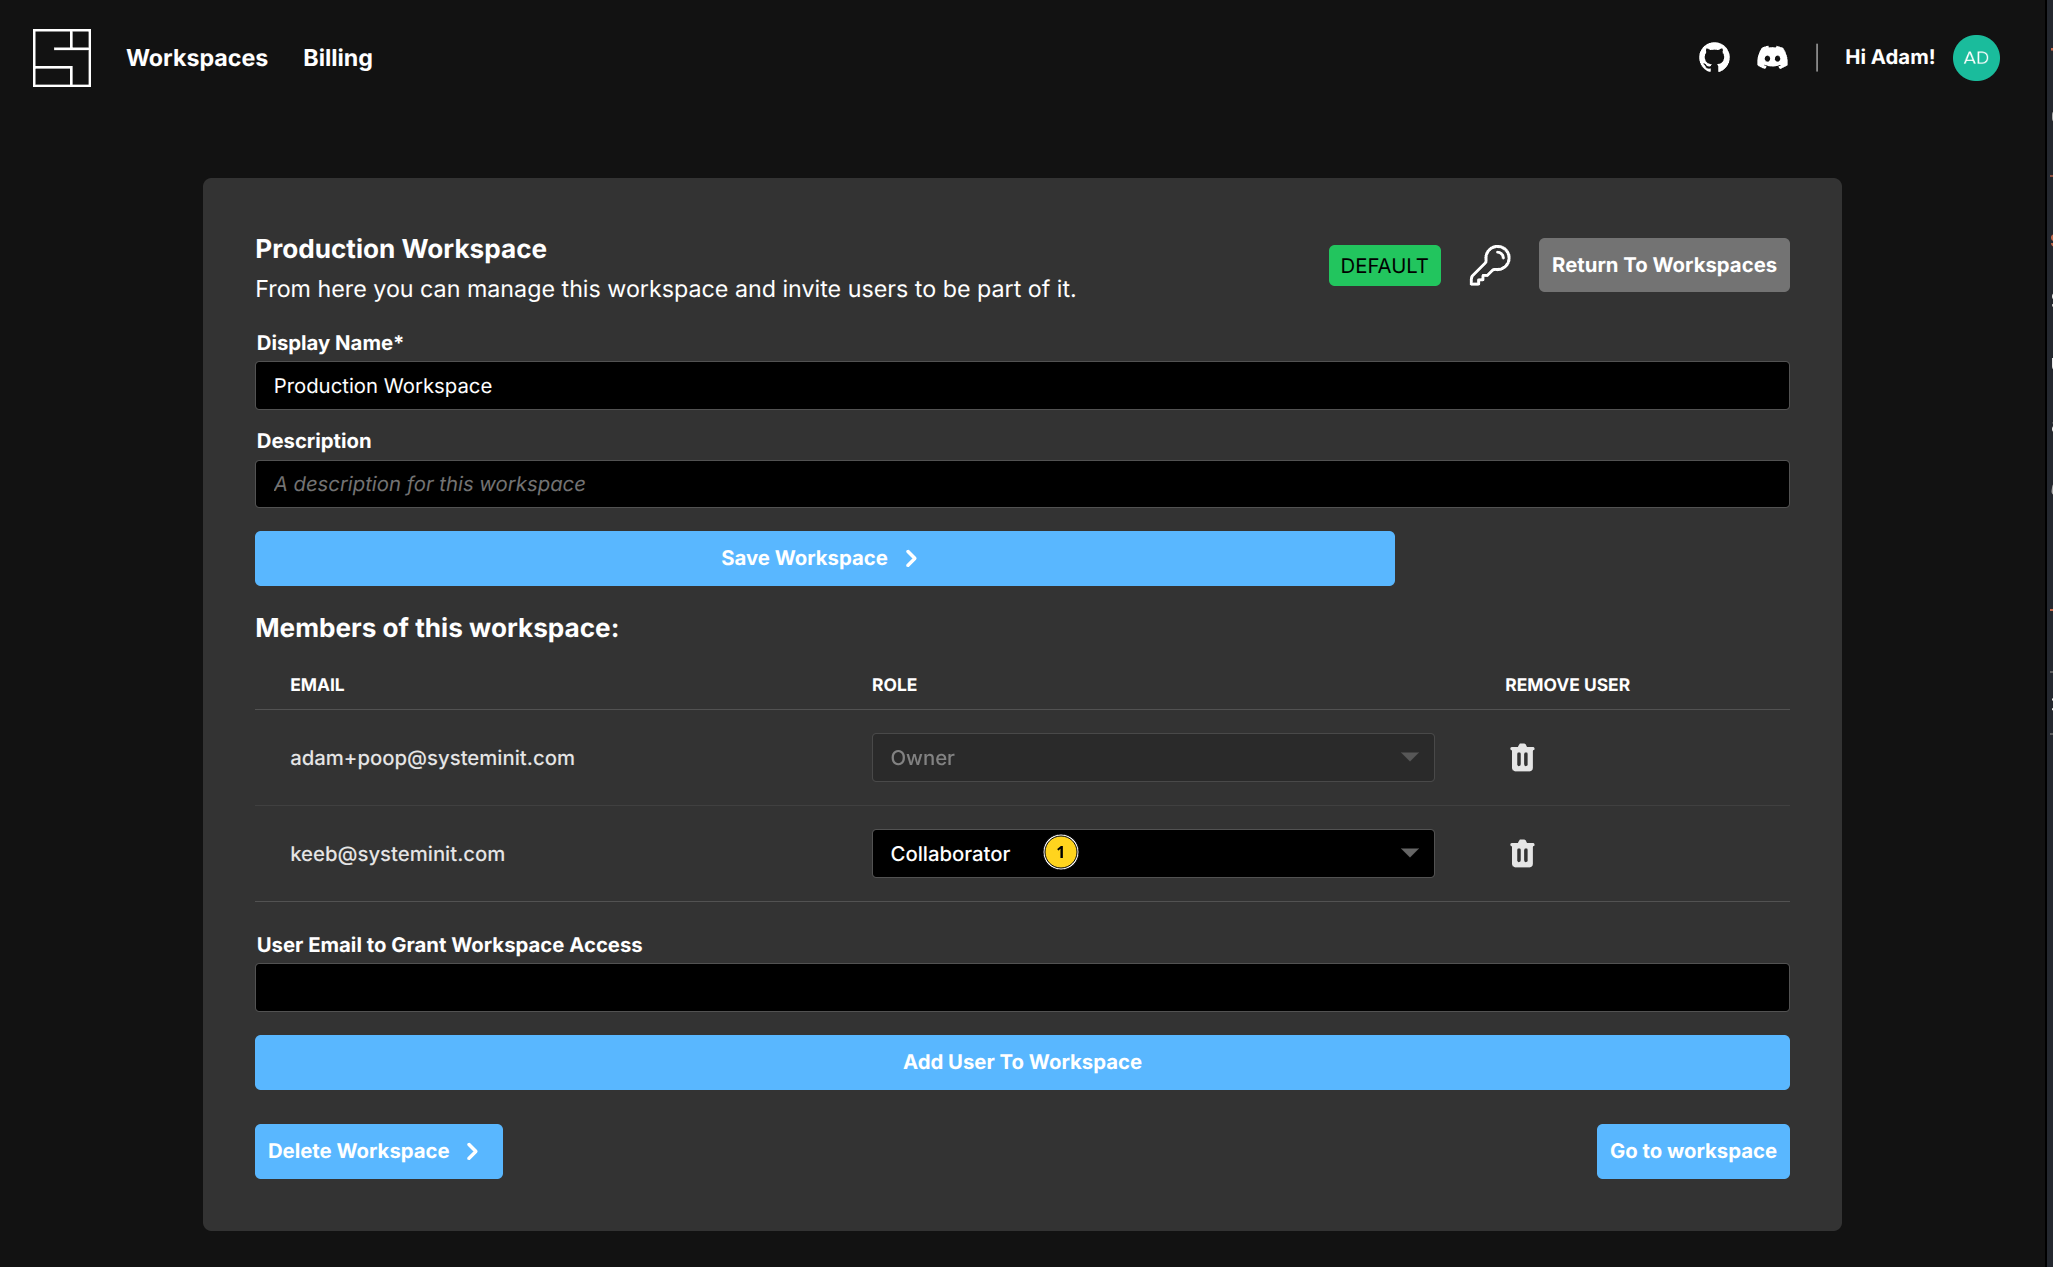 Workspaces Billing Hi Adam! AD
Production Workspace
From here you can manage this workspace and invite users to be part of it.
DEFAULT Return To Workspaces
Display Name*
Production Workspace
Description
A description for this workspace
Save Workspace
Members of this workspace:
EMAIL ROLE REMOVE USER
adam+poop@systeminit.com Owner
keeb@systeminit.com Collaborator 1
User Email to Grant Workspace Access
Add User To Workspace
Delete Workspace Go to workspace